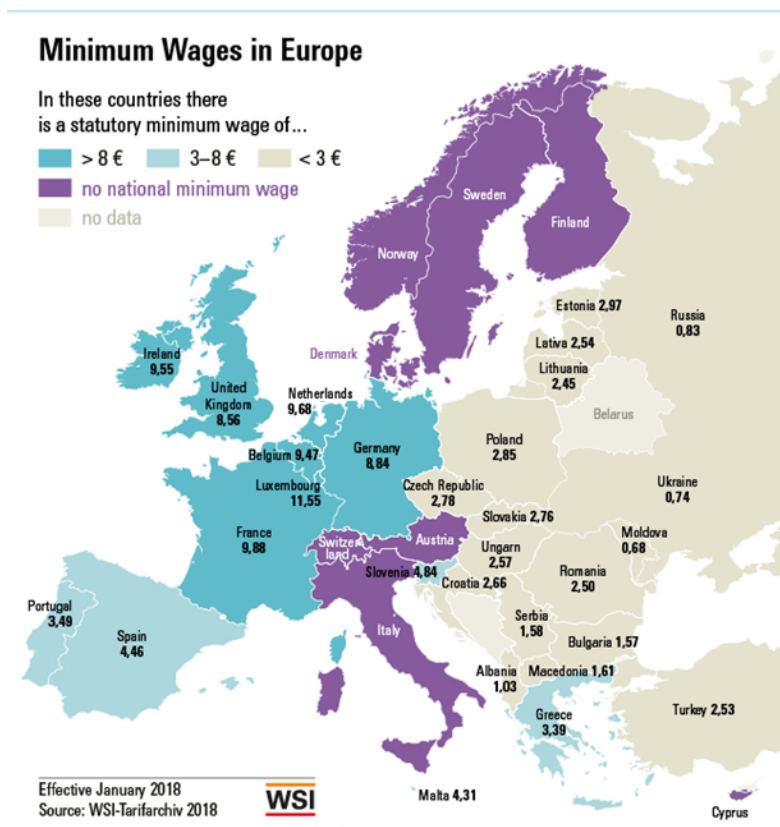 Minimum Wages in Europe
In these countries there
is a statutory minimum wage of...
> 8 € 3–8 € < 3 €
no national minimum wage
no data
Sweden
Finland
Norway
Estonia 2,97
Russia
0,83
Lativa 2,54
Lithuania
2,45
Denmark
Ireland
9,55
United
Kingdom
8,56
Netherlands
9,68
Belarus
Poland
2,85
Germany
8,84
Belgium 9,47
Luxembourg
11,55
Czech Republic
2,78
Ukraine
0,74
Slovakia 2,76
France
9,88
Switzer
land
Austria
Moldova
0,68
Ungarn
2,57
Slovenia 4,84
Croatia 2,66
Romania
2,50
Portugal
3,49
Spain
4,46
Italy
Serbia
1,58
Bulgaria 1,57
Albania
1,03
Macedonia 1,61
Greece
3,39
Turkey 2,53
Malta 4,31
Cyprus
Effective January 2018
Source: WSI-Tarifarchiv 2018
WSI